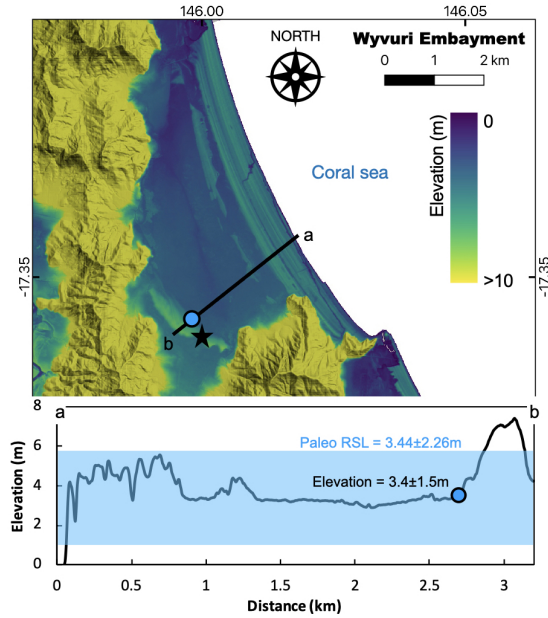 146.00 146.05
NORTH
Wyvuri Embayment
0 1 2 km
Elevation (m)
0
>10
Coral sea
-17.35 -17.35
a
b
a b
Paleo RSL = 3.44±2.26m
Elevation = 3.4±1.5m
Elevation (m)
8
6
4
2
0
0 0.5 1 1.5 2 2.5 3
Distance (km)